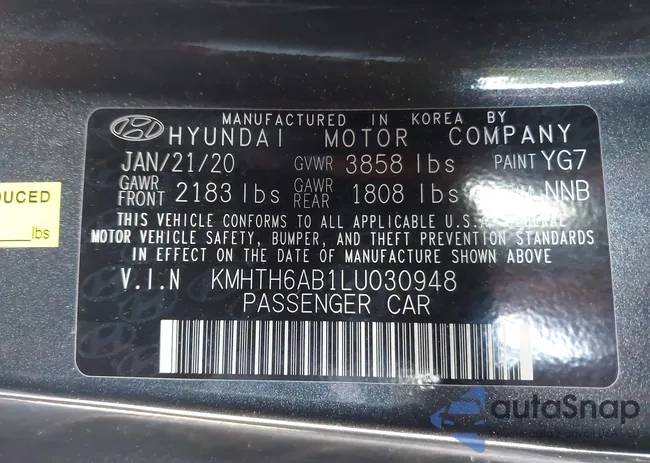 MANUFACTURED IN KOREA BY
HYUNDAI MOTOR COMPANY
JAN/21/20 GVWR 3858 lbs PAINT YG7
GAWR FRONT 2183 lbs GAWR REAR 1808 lbs NNB
THIS VEHICLE CONFORMS TO ALL APPLICABLE U.S.A.
MOTOR VEHICLE SAFETY, BUMPER, AND THEFT PREVENTION STANDARDS
IN EFFECT ON THE DATE OF MANUFACTURE SHOWN ABOVE
V.I.N KMHTH6AB1LU030948
PASSENGER CAR
DUCED
lbs
autoSnap